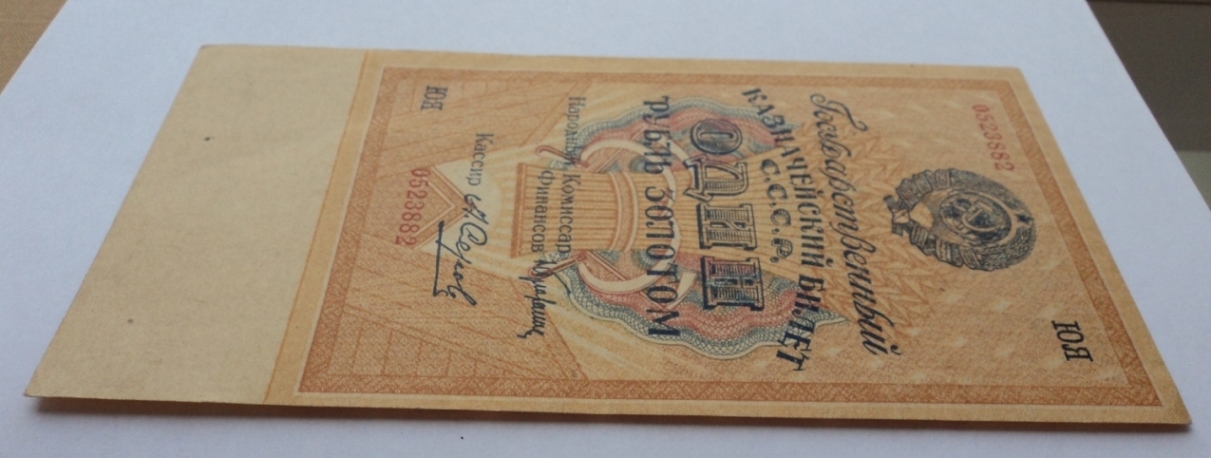 0523882
ЮЯ
Государственный
КАЗНАЧЕЙСКИЙ БИЛЕТ
С.С.С.Р.
ОДИН
РУБЛЬ ЗОЛОТОМ
Народный Комиссар
Финансов
Кассир
0523882
ЮЯ